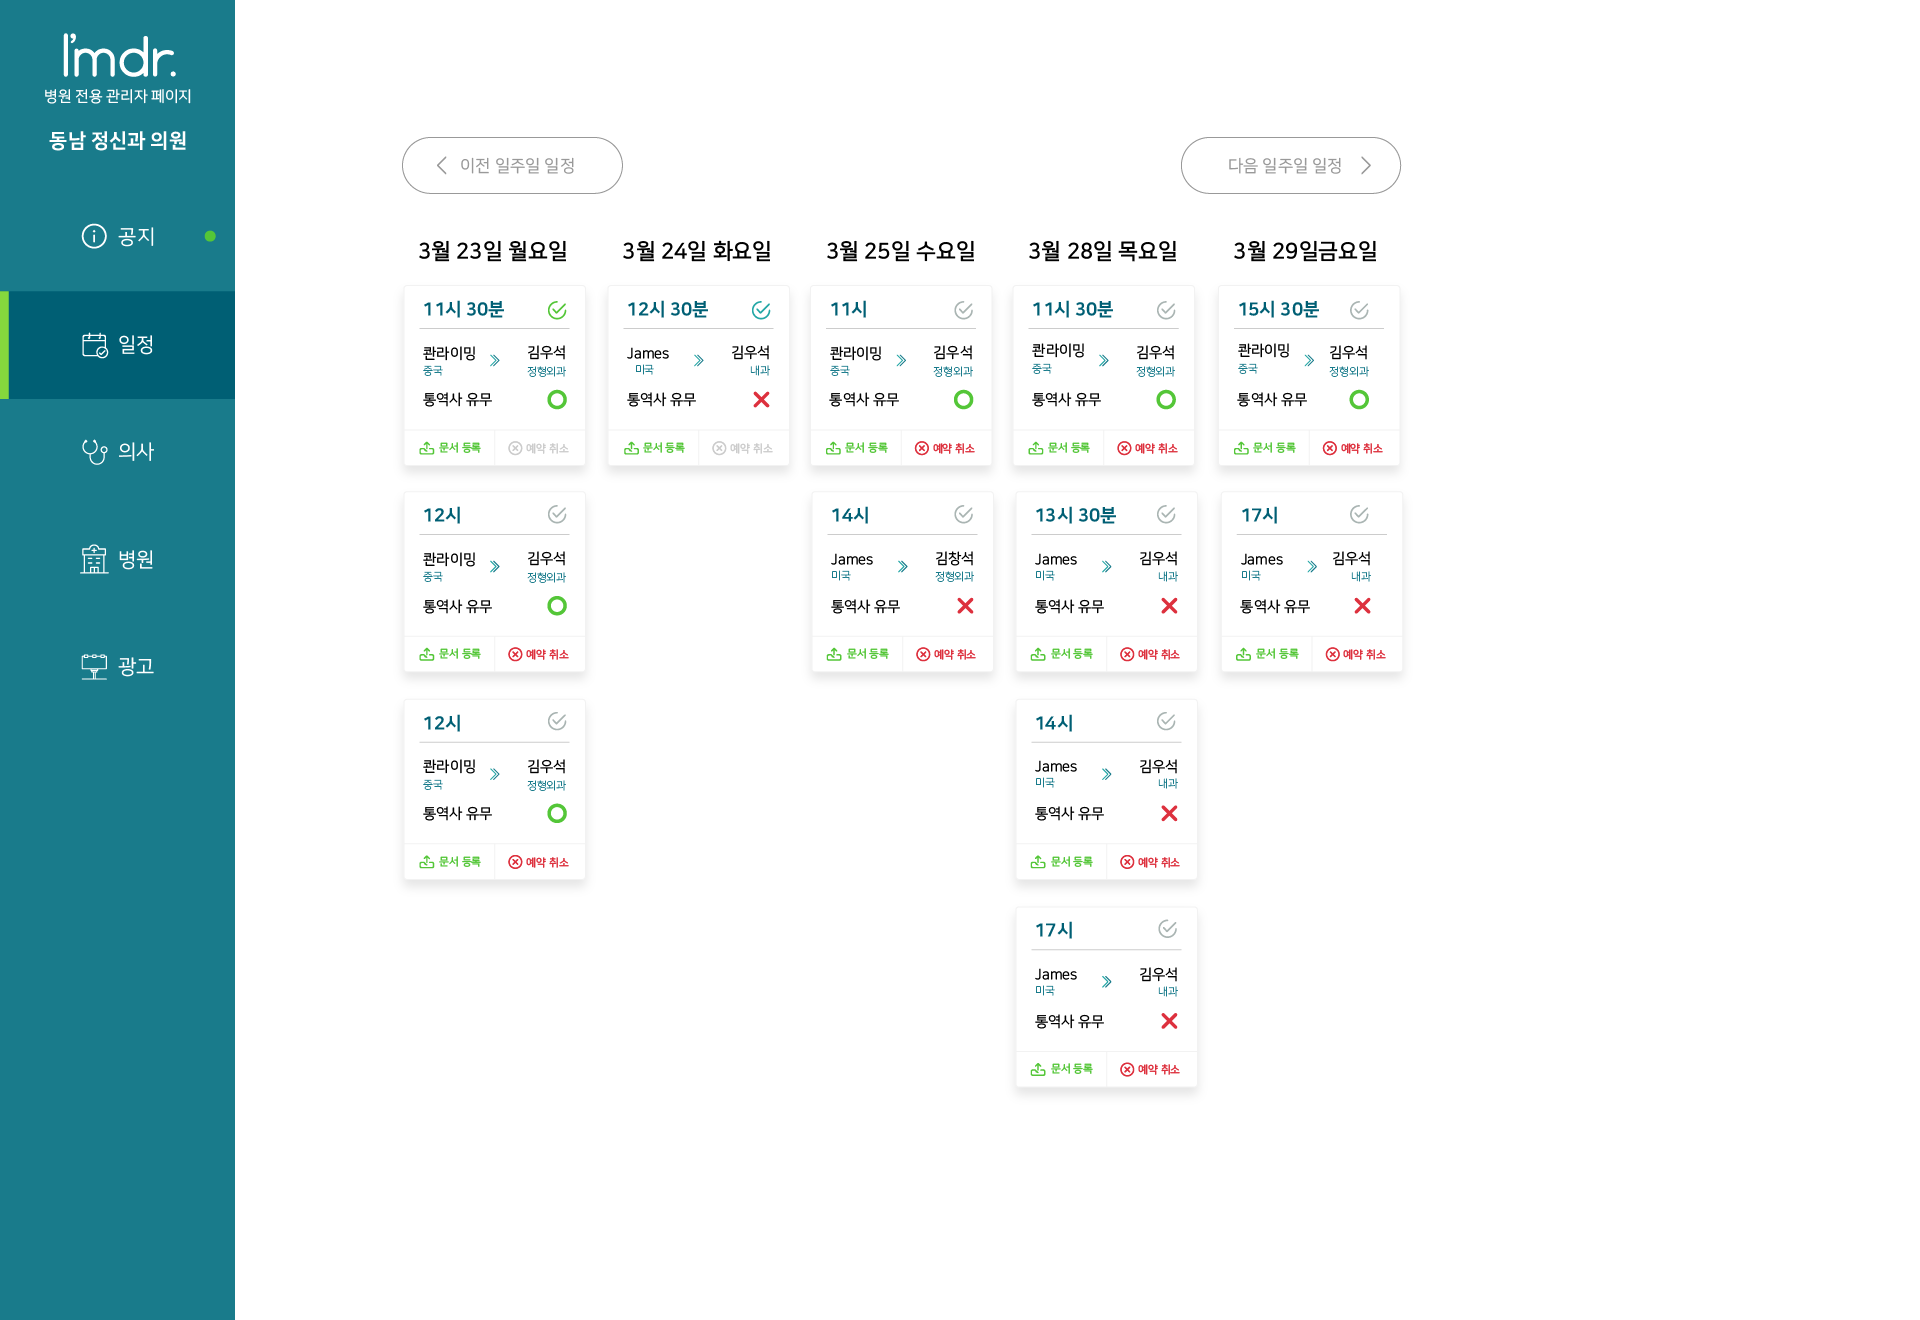 I'mdr.
병원 전용 관리자 페이지
동남 정신과 의원
공지
일정
의사
병원
광고
이전 일주일 일정
다음 일주일 일정
3월 23일 월요일
11시 30분
콴라이밍 김우석
중국 정형외과
통역사 유무
문서 등록 예약 취소
12시
콴라이밍 김우석
중국 정형외과
통역사 유무
문서 등록 예약 취소
12시
콴라이밍 김우석
중국 정형외과
통역사 유무
문서 등록 예약 취소
3월 24일 화요일
12시 30분
James 김우석
미국 내과
통역사 유무
문서 등록 예약 취소
3월 25일 수요일
11시
콴라이밍 김우석
중국 정형외과
통역사 유무
문서 등록 예약 취소
14시
James 김창석
미국 정형외과
통역사 유무
문서 등록 예약 취소
3월 28일 목요일
11시 30분
콴라이밍 김우석
중국 정형외과
통역사 유무
문서 등록 예약 취소
13시 30분
James 김우석
미국 내과
통역사 유무
문서 등록 예약 취소
14시
James 김우석
미국 내과
통역사 유무
문서 등록 예약 취소
17시
James 김우석
미국 내과
통역사 유무
문서 등록 예약 취소
3월 29일금요일
15시 30분
콴라이밍 김우석
중국 정형외과
통역사 유무
문서 등록 예약 취소
17시
James 김우석
미국 내과
통역사 유무
문서 등록 예약 취소